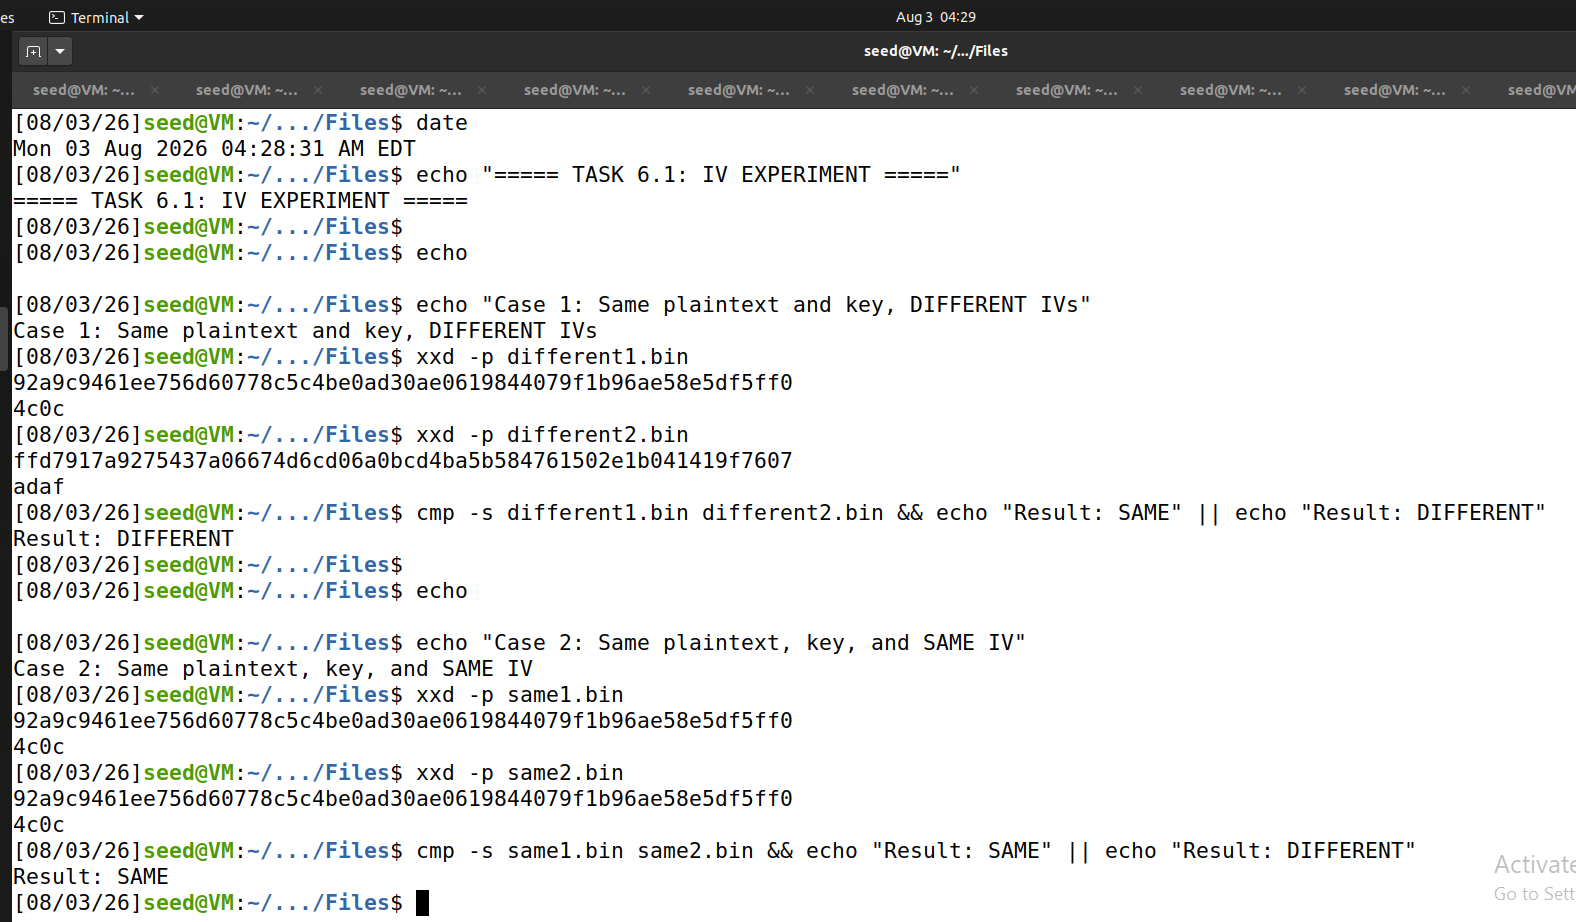 es Terminal Aug 3 04:29
seed@VM: ~/.../Files
seed@VM: ~... × seed@VM: ~... × seed@VM: ~... × seed@VM: ~... × seed@VM: ~... × seed@VM: ~... × seed@VM: ~... × seed@VM: ~... × seed@VM: ~... × seed@VM
[08/03/26]seed@VM:~/.../Files$ date
Mon 03 Aug 2026 04:28:31 AM EDT
[08/03/26]seed@VM:~/.../Files$ echo "===== TASK 6.1: IV EXPERIMENT ====="
===== TASK 6.1: IV EXPERIMENT =====
[08/03/26]seed@VM:~/.../Files$
[08/03/26]seed@VM:~/.../Files$ echo
[08/03/26]seed@VM:~/.../Files$ echo "Case 1: Same plaintext and key, DIFFERENT IVs"
Case 1: Same plaintext and key, DIFFERENT IVs
[08/03/26]seed@VM:~/.../Files$ xxd -p different1.bin
92a9c9461ee756d60778c5c4be0ad30ae0619844079f1b96ae58e5df5ff0
4c0c
[08/03/26]seed@VM:~/.../Files$ xxd -p different2.bin
ffd7917a9275437a06674d6cd06a0bcd4ba5b584761502e1b041419f7607
adaf
[08/03/26]seed@VM:~/.../Files$ cmp -s different1.bin different2.bin && echo "Result: SAME" || echo "Result: DIFFERENT"
Result: DIFFERENT
[08/03/26]seed@VM:~/.../Files$
[08/03/26]seed@VM:~/.../Files$ echo
[08/03/26]seed@VM:~/.../Files$ echo "Case 2: Same plaintext, key, and SAME IV"
Case 2: Same plaintext, key, and SAME IV
[08/03/26]seed@VM:~/.../Files$ xxd -p same1.bin
92a9c9461ee756d60778c5c4be0ad30ae0619844079f1b96ae58e5df5ff0
4c0c
[08/03/26]seed@VM:~/.../Files$ xxd -p same2.bin
92a9c9461ee756d60778c5c4be0ad30ae0619844079f1b96ae58e5df5ff0
4c0c
[08/03/26]seed@VM:~/.../Files$ cmp -s same1.bin same2.bin && echo "Result: SAME" || echo "Result: DIFFERENT"
Result: SAME
[08/03/26]seed@VM:~/.../Files$
Activate
Go to Sett